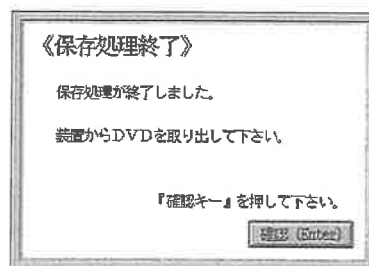 《保存処理終了》
保存処理が終了しました。
装置からDVDを取り出して下さい。
『確認キー』を押して下さい。
確認 (Enter)